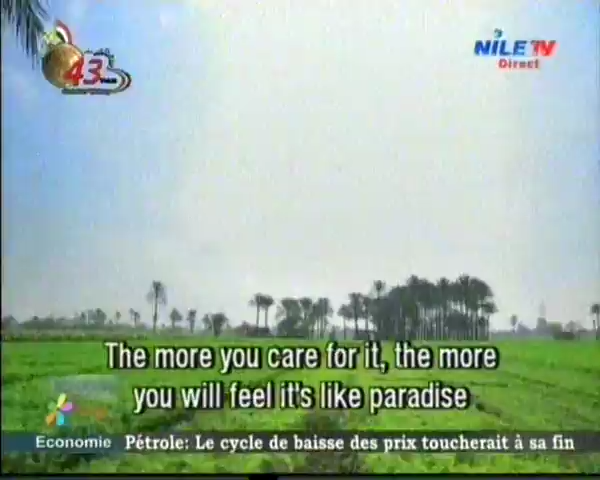 43
NILE TV
Direct
The more you care for it, the more
you will feel it's like paradise
Economie Pétrole: Le cycle de baisse des prix toucherait à sa fin